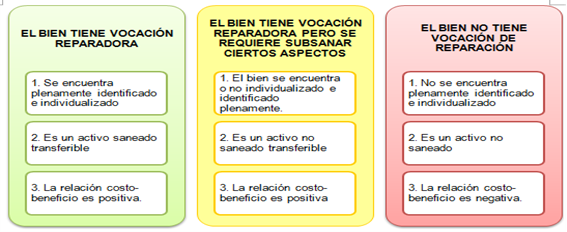 EL BIEN TIENE VOCACIÓN
REPARADORA
1. Se encuentra
plenamente identificado
e individualizado
2. Es un activo saneado
transferible
3. La relación costo-
beneficio es positiva.
EL BIEN TIENE VOCACIÓN
REPARADORA PERO SE
REQUIERE SUBSANAR
CIERTOS ASPECTOS
1. El bien se encuentra
o no individualizado e
identificado
plenamente.
2. Es un activo no
saneado transferible
3. La relación costo-
beneficio es positiva
EL BIEN NO TIENE
VOCACIÓN DE
REPARACIÓN
1. No se encuentra
plenamente identificado
e individualizado
2. Es un activo no
saneado
3. La relación costo-
beneficio es negativa.